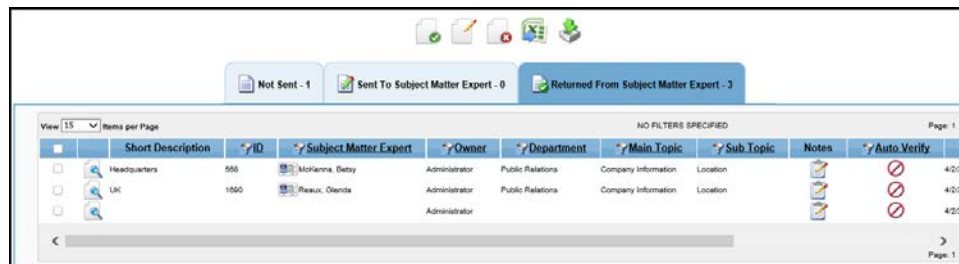 Not Sent - 1 Sent To Subject Matter Expert - 0 Returned From Subject Matter Expert - 3
View 15 Items per Page NO FILTERS SPECIFIED Page: 1
Short Description ID Subject Matter Expert Owner Department Main Topic Sub Topic Notes Auto Verify
Headquarters McKenna, Betsy Administrator Public Relations Company Information Location
UK 1690 Reaux, Glenda Administrator Public Relations Company Information Location
Administrator
Page: 1